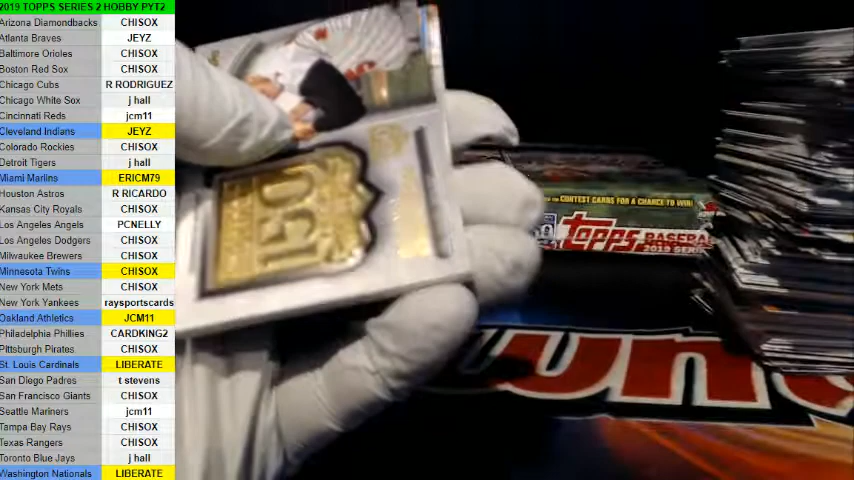 2019 TOPPS SERIES 2 HOBBY PYT2
Arizona Diamondbacks CHISOX
Atlanta Braves JEYZ
Baltimore Orioles CHISOX
Boston Red Sox CHISOX
Chicago Cubs R RODRIGUEZ
Chicago White Sox j hall
Cincinnati Reds jcm11
Cleveland Indians JEYZ
Colorado Rockies CHISOX
Detroit Tigers j hall
Miami Marlins ERICM79
Houston Astros R RICARDO
Kansas City Royals CHISOX
Los Angeles Angels PCNELLY
Los Angeles Dodgers CHISOX
Milwaukee Brewers CHISOX
Minnesota Twins CHISOX
New York Mets CHISOX
New York Yankees raysportscards
Oakland Athletics JCM11
Philadelphia Phillies CARDKING2
Pittsburgh Pirates CHISOX
St. Louis Cardinals LIBERATE
San Diego Padres t stevens
San Francisco Giants CHISOX
Seattle Mariners jcm11
Tampa Bay Rays CHISOX
Texas Rangers CHISOX
Toronto Blue Jays j hall
Washington Nationals LIBERATE
150
CONTEST CARDS FOR A CHANCE TO WIN!
Topps BASEBA
2019 SERI
wn